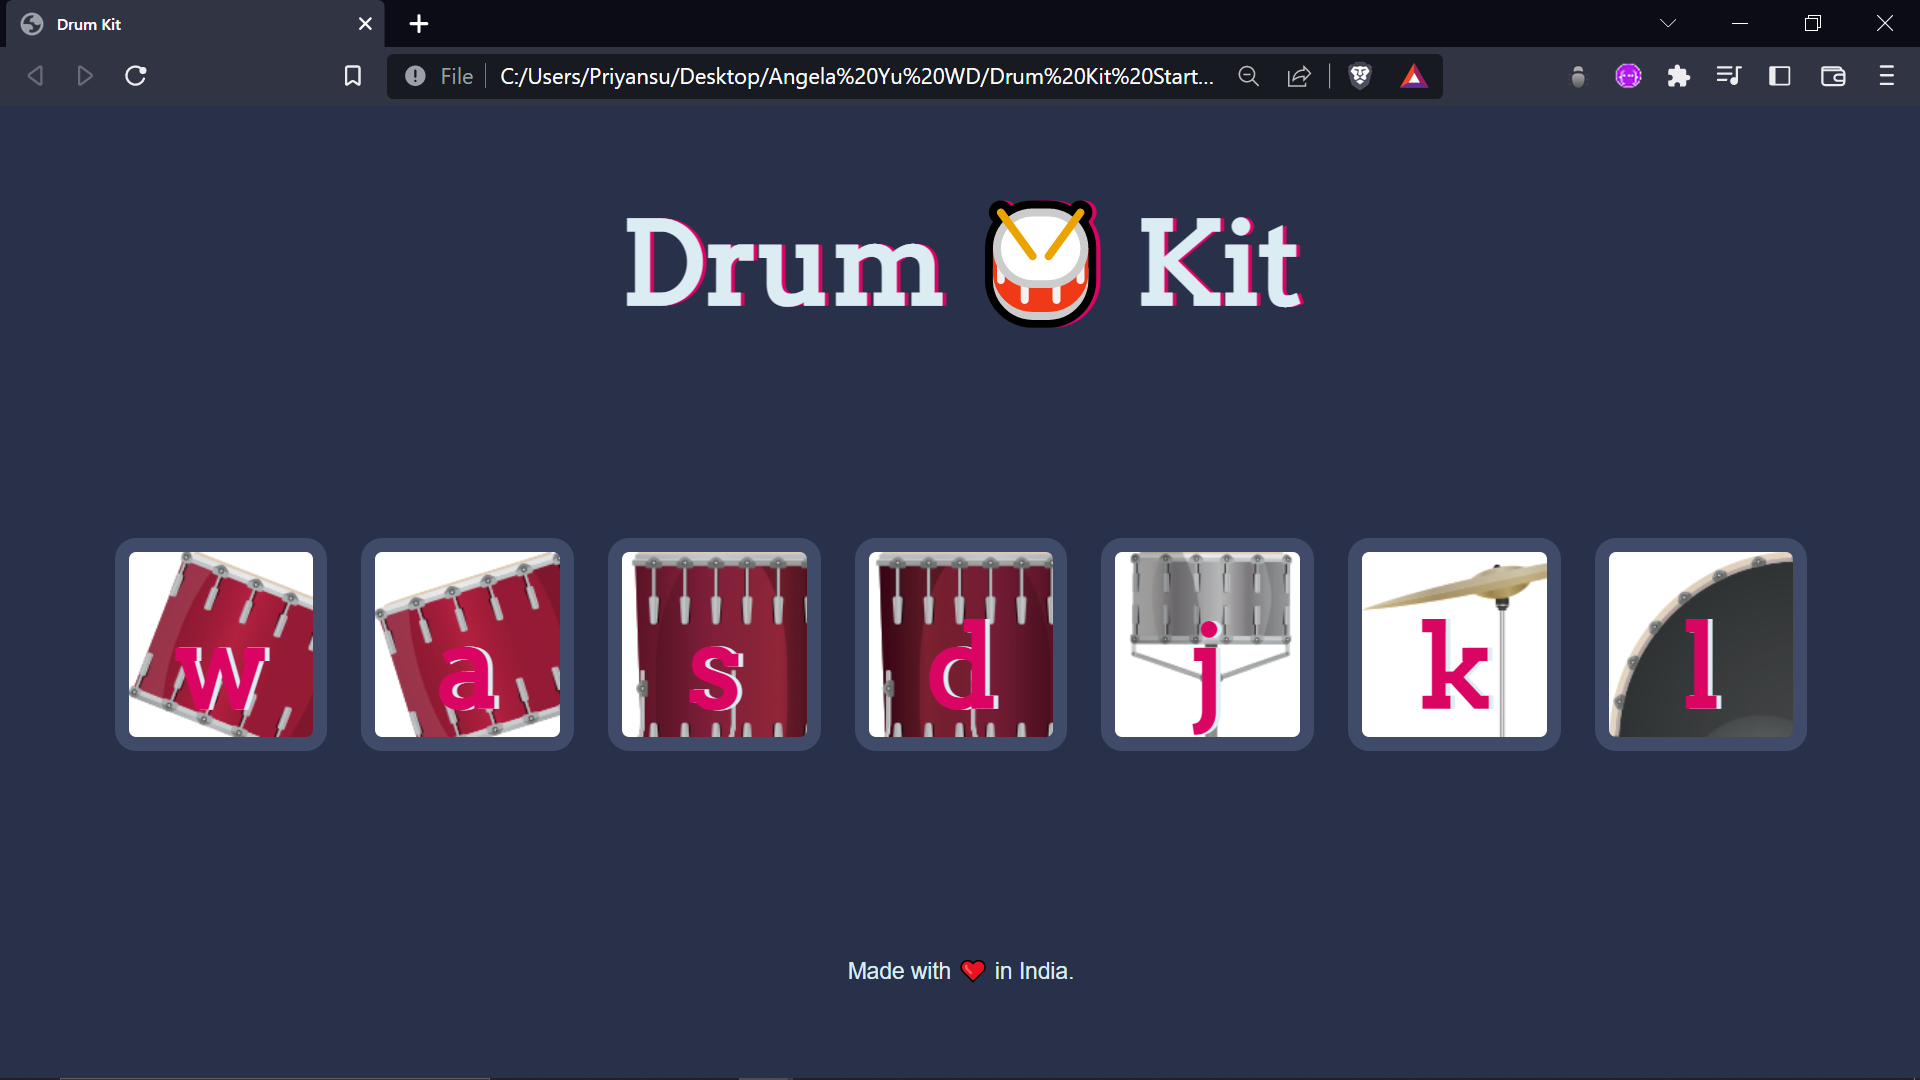 Drum Kit
File C:/Users/Priyansu/Desktop/Angela%20Yu%20WD/Drum%20Kit%20Start...
Drum 🥁 Kit
w a s d j k l
Made with ❤️ in India.